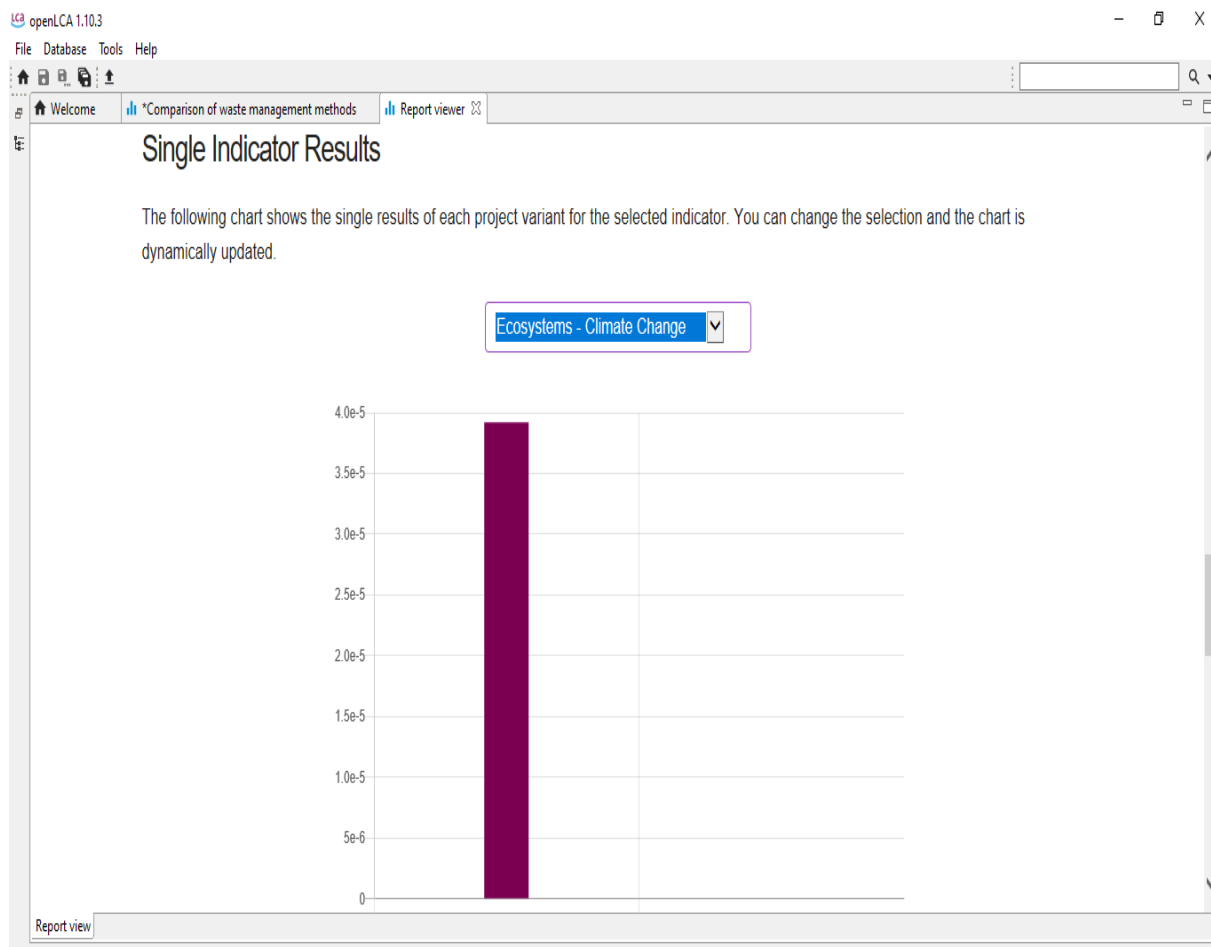 LCA openLCA 1.10.3
File Database Tools Help
Welcome *Comparison of waste management methods Report viewer
Single Indicator Results
The following chart shows the single results of each project variant for the selected indicator. You can change the selection and the chart is
dynamically updated.
Ecosystems - Climate Change
4.0e-5
3.5e-5
3.0e-5
2.5e-5
2.0e-5
1.5e-5
1.0e-5
5e-6
0
Report view